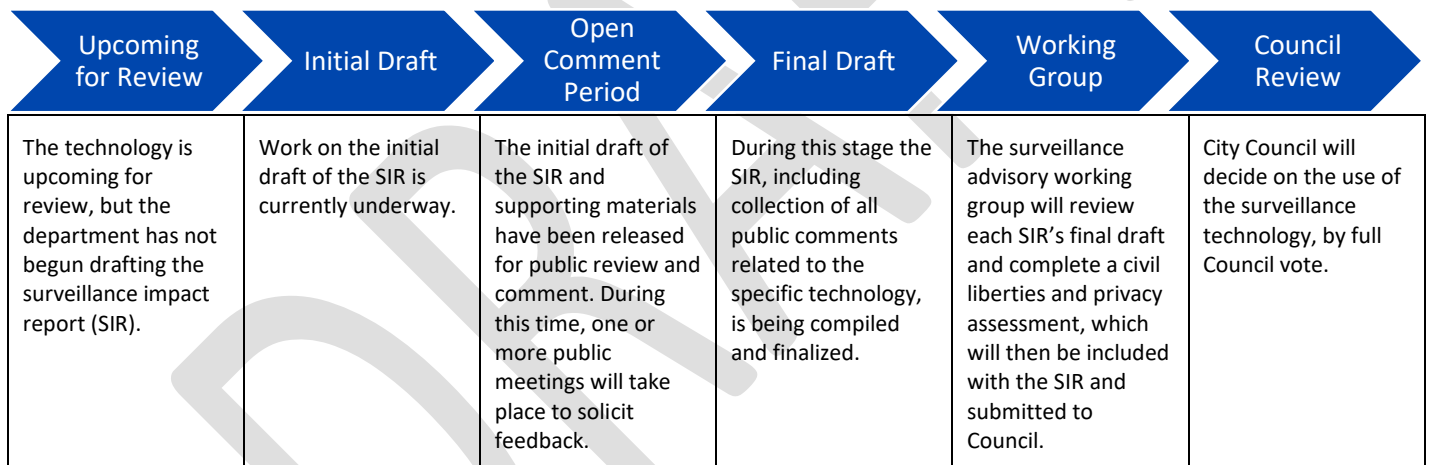 Upcoming
for Review
Initial Draft
Open
Comment
Period
Final Draft
Working
Group
Council
Review
The technology is
upcoming for
review, but the
department has not
begun drafting the
surveillance impact
report (SIR).
Work on the initial
draft of the SIR is
currently underway.
The initial draft of
the SIR and
supporting materials
have been released
for public review and
comment. During
this time, one or
more public
meetings will take
place to solicit
feedback.
During this stage the
SIR, including
collection of all
public comments
related to the
specific technology,
is being compiled
and finalized.
The surveillance
advisory working
group will review
each SIR’s final draft
and complete a civil
liberties and privacy
assessment, which
will then be included
with the SIR and
submitted to
Council.
City Council will
decide on the use of
the surveillance
technology, by full
Council vote.